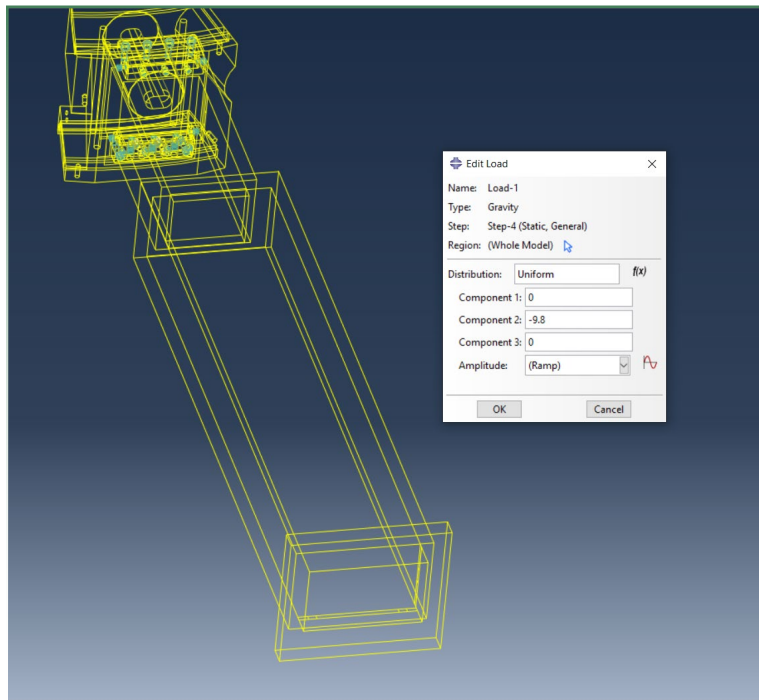 Edit Load
Name: Load-1
Type: Gravity
Step: Step-4 (Static, General)
Region: (Whole Model)
Distribution: Uniform f(x)
Component 1: 0
Component 2: -9.8
Component 3: 0
Amplitude: (Ramp)
OK Cancel